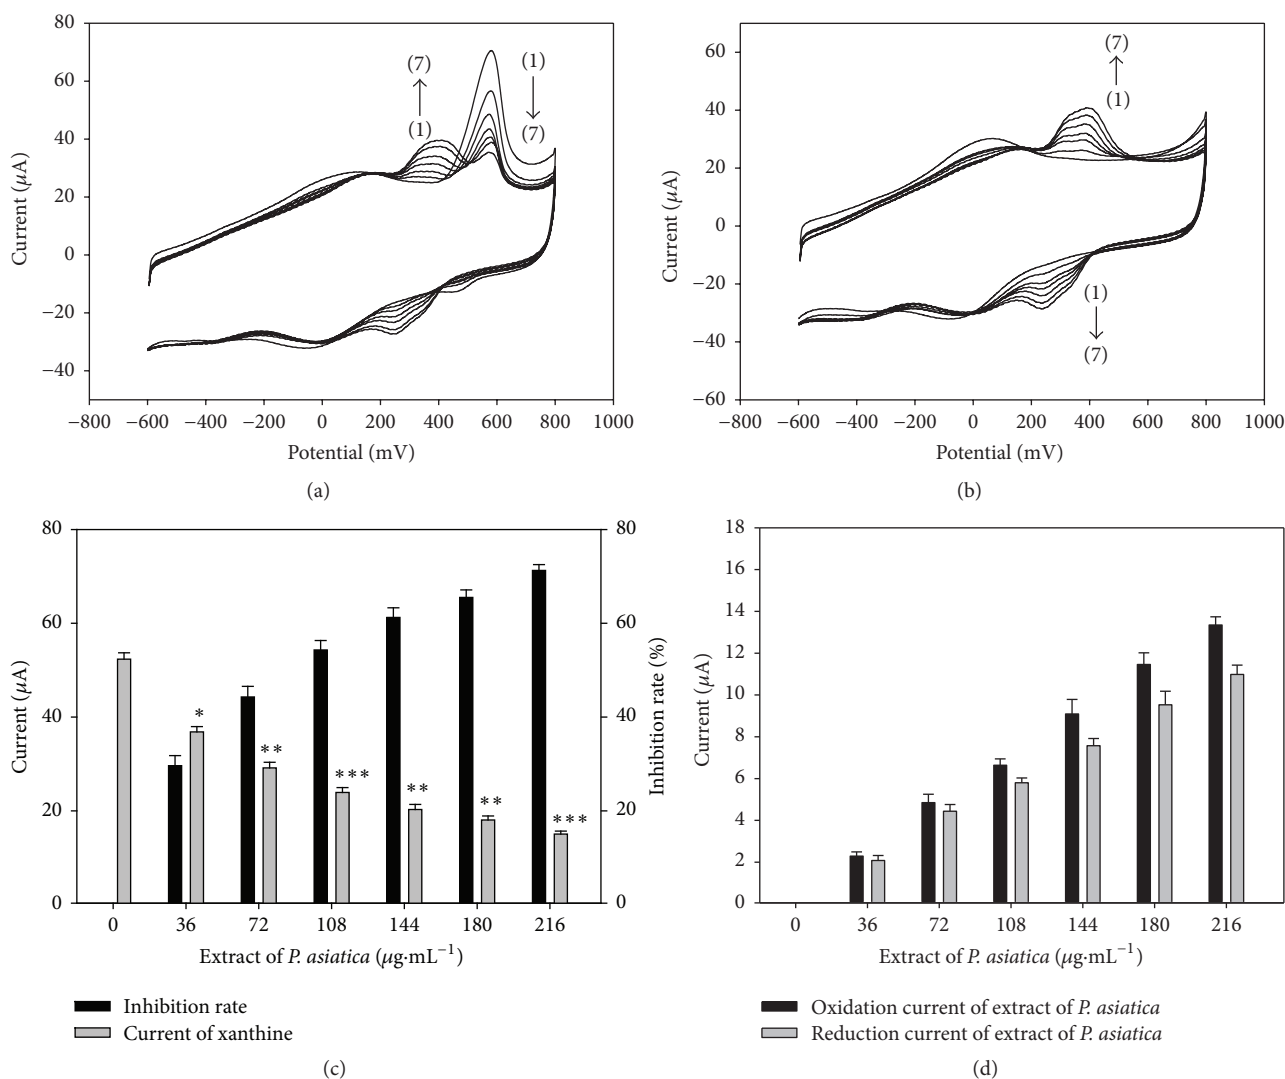 80
60
40
20
0
−20
−40
Current (μA)
(7)
(1)
(1)
(7)
−800 −600 −400 −200 0 200 400 600 800 1000
Potential (mV)
(a)
60
40
20
0
−20
−40
−60
Current (μA)
(7)
(1)
(1)
(7)
−800 −600 −400 −200 0 200 400 600 800 1000
Potential (mV)
(b)
80
60
40
20
0
Current (μA)
80
60
40
20
0
Inhibition rate (%)
*
**
***
**
**
***
0 36 72 108 144 180 216
Extract of P. asiatica (μg·mL⁻¹)
Inhibition rate
Current of xanthine
(c)
18
16
14
12
10
8
6
4
2
0
Current (μA)
0 36 72 108 144 180 216
Extract of P. asiatica (μg·mL⁻¹)
Oxidation current of extract of P. asiatica
Reduction current of extract of P. asiatica
(d)